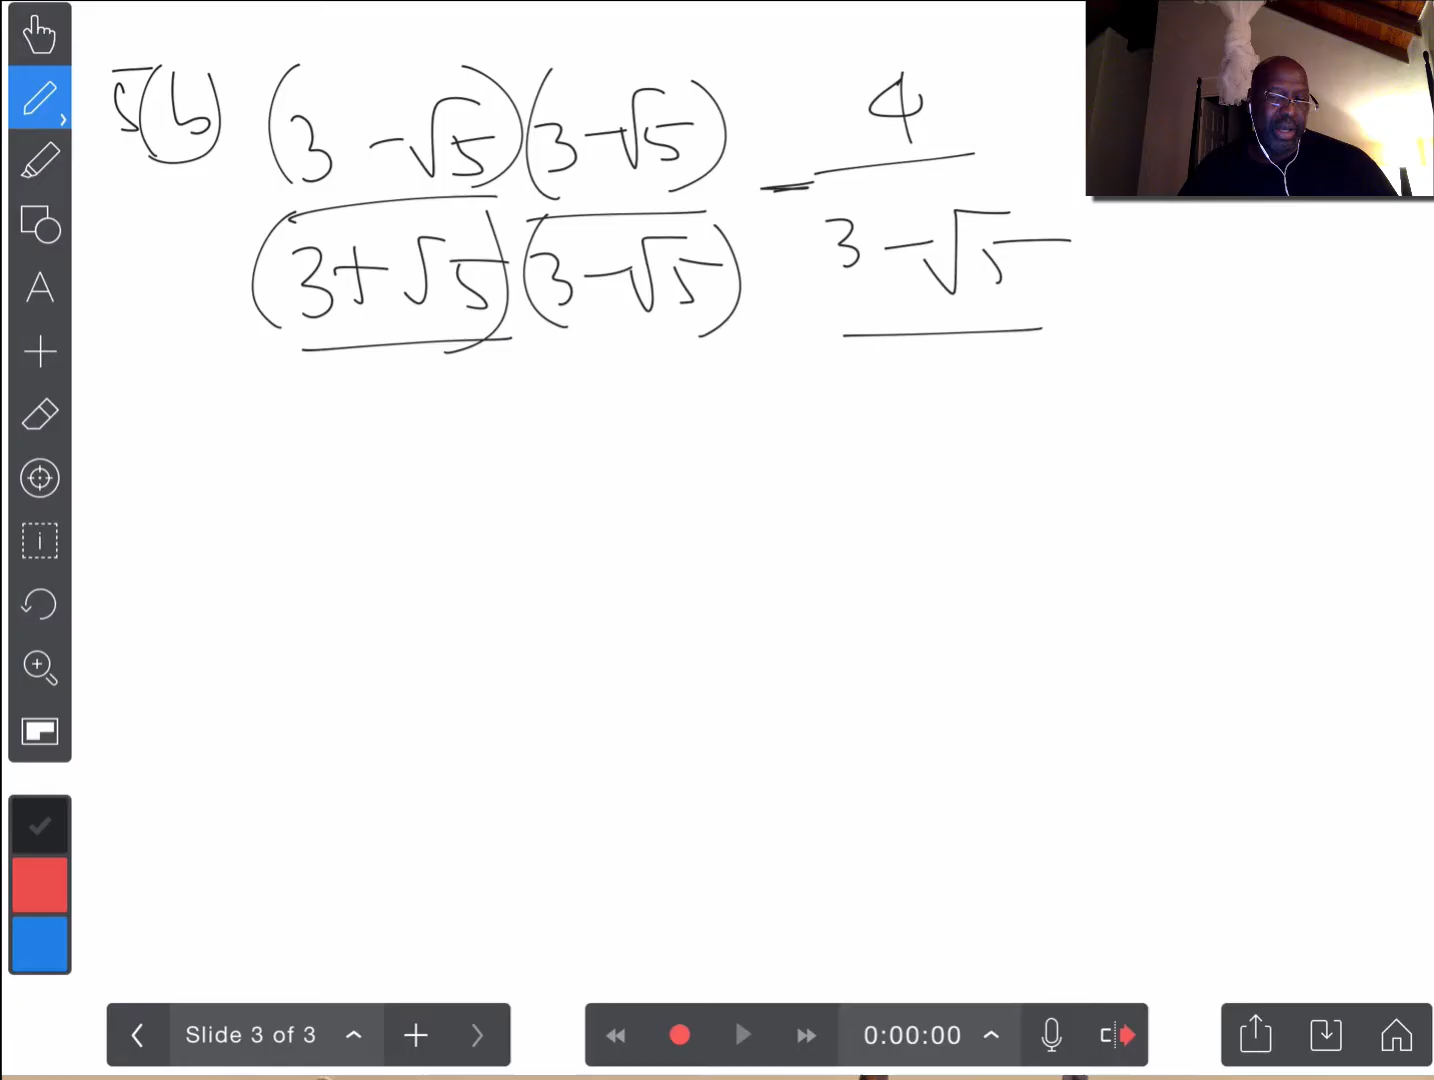 5(b) (3 - √5)(3 - √5) - 4
(3 + √5)(3 - √5) 3 - √5
A
i
Slide 3 of 3
0:00:00